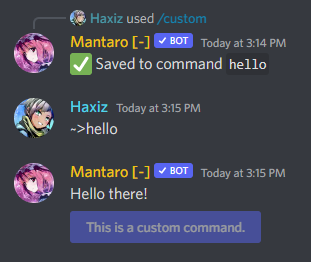 Haxiz used /custom
Mantaro [-] ✓ BOT Today at 3:14 PM
✅ Saved to command hello
Haxiz Today at 3:15 PM
~>hello
Mantaro [-] ✓ BOT Today at 3:15 PM
Hello there!
This is a custom command.